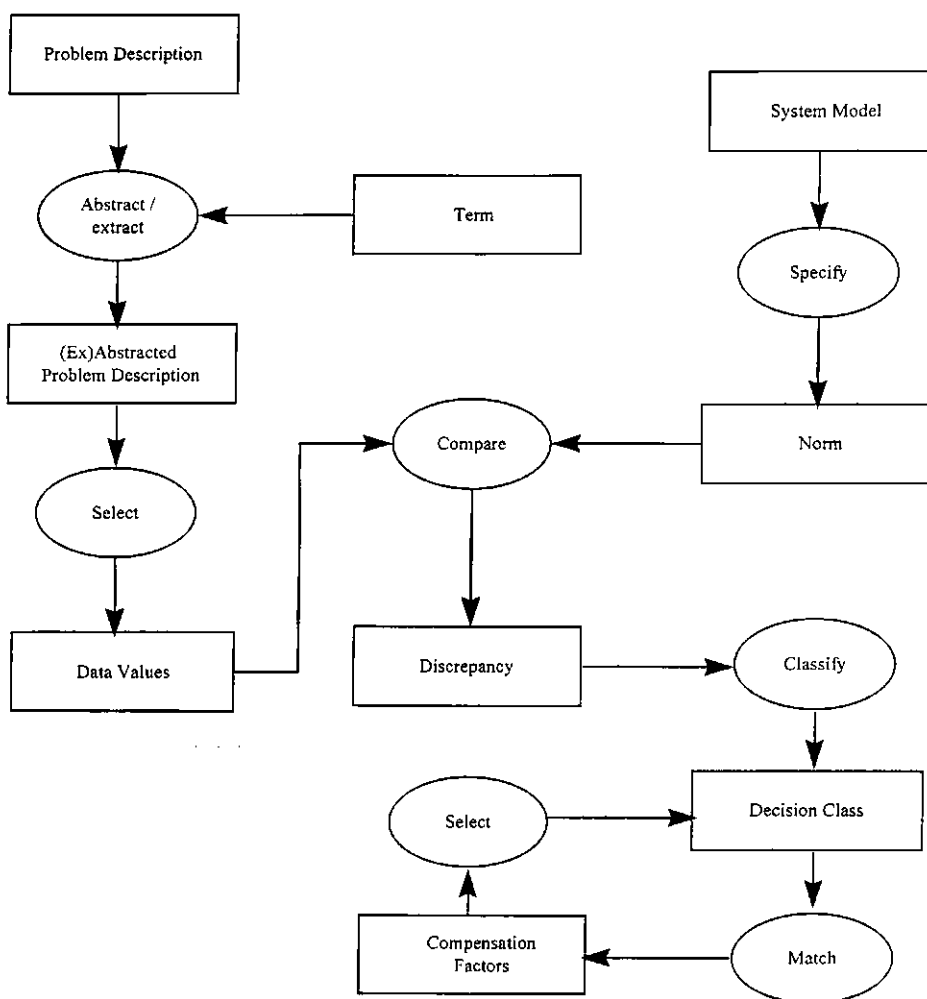 Problem Description
System Model
Abstract /
extract
Term
Specify
(Ex)Abstracted
Problem Description
Compare
Norm
Select
Data Values
Discrepancy
Classify
Select
Decision Class
Compensation
Factors
Match